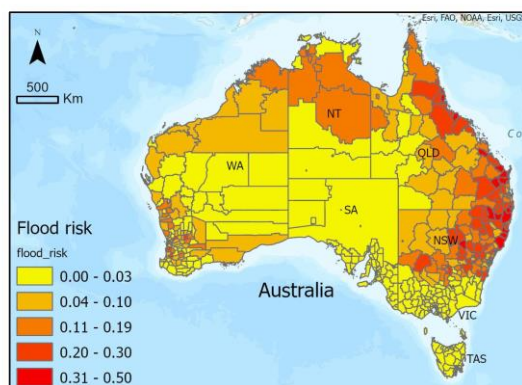 Esri, FAO, NOAA, Esri, USG
N
500
Km
NT
QLD
WA
SA
NSW
Flood risk
flood_risk
0.00 - 0.03
0.04 - 0.10
0.11 - 0.19
0.20 - 0.30
0.31 - 0.50
Australia
VIC
TAS